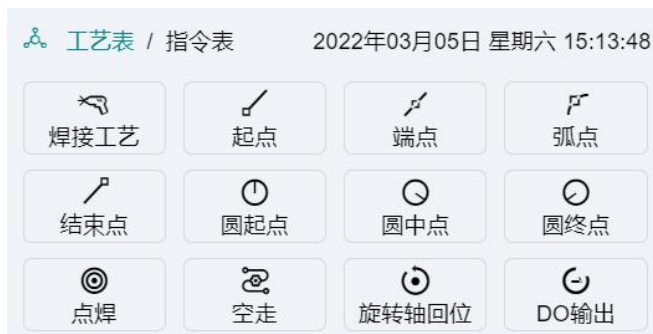 工艺表 / 指令表 2022年03月05日 星期六 15:13:48
焊接工艺 起点 端点 弧点
结束点 圆起点 圆中点 圆终点
点焊 空走 旋转轴回位 DO输出